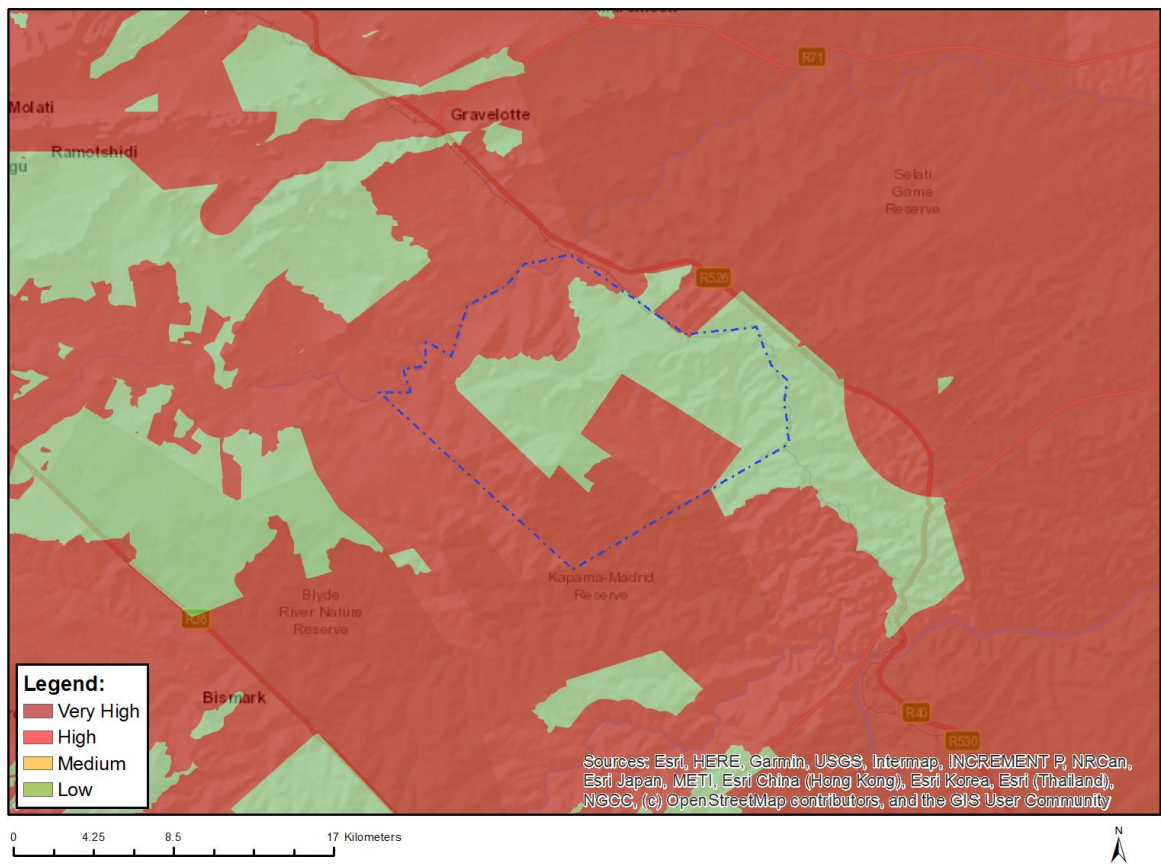 R71
Molati
Gravelotte
Ramotshidi
gu
Selati
Game
Reserve
R526
Kapama-Madrid
Reserve
Blyde
River Nature
Reserve
R36
Legend:
Very High
High
Medium
Low
Bismark
R40
R530
Sources: Esri, HERE, Garmin, USGS, Intermap, INCREMENT P, NRCan,
Esri Japan, METI, Esri China (Hong Kong), Esri Korea, Esri (Thailand),
NGCC, (c) OpenStreetMap contributors, and the GIS User Community
0 4.25 8.5 17 Kilometers
N